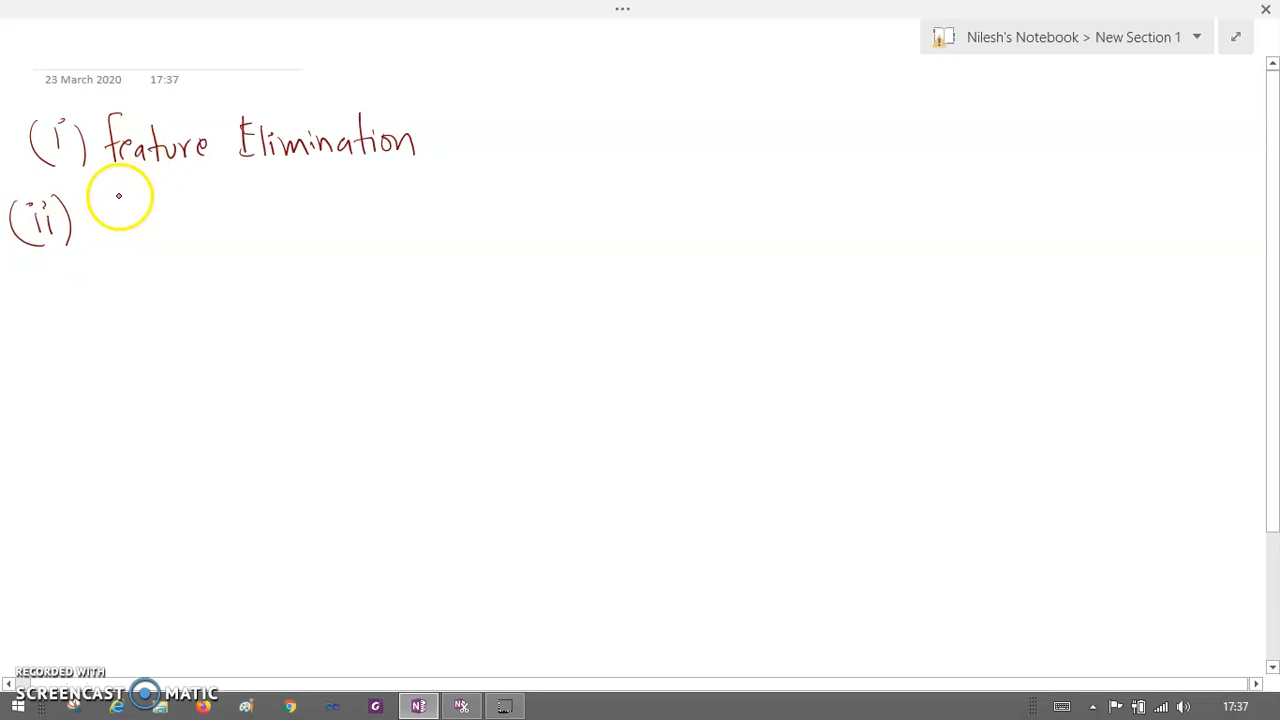 Nilesh's Notebook > New Section 1
23 March 2020 17:37
(i) Feature Elimination
(ii)
RECORDED WITH
SCREENCAST MATIC
17:37